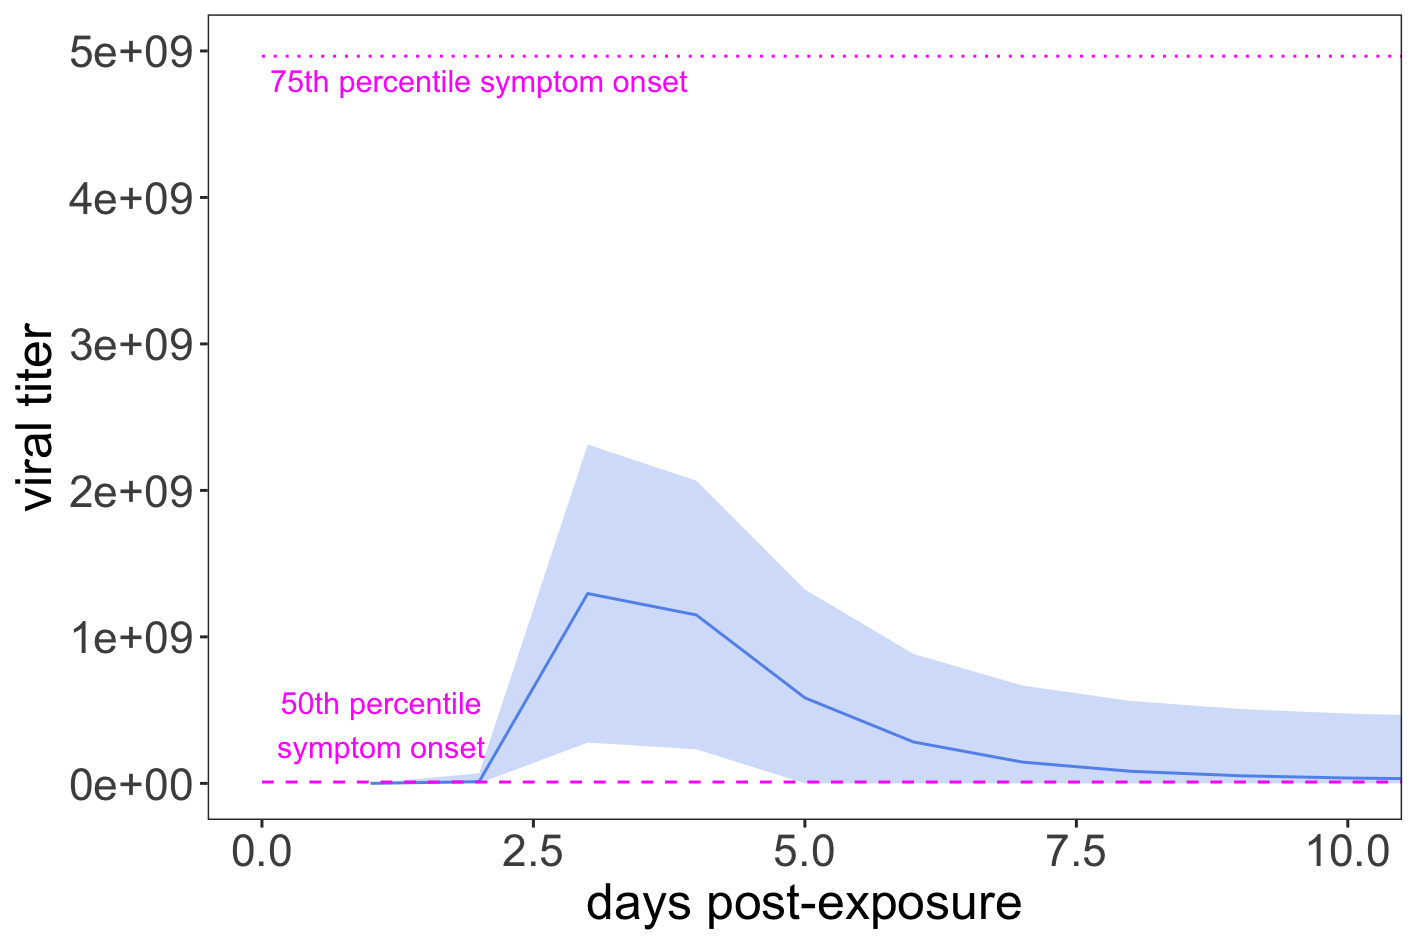 5e+09
75th percentile symptom onset
4e+09
3e+09
viral titer
2e+09
1e+09
50th percentile
symptom onset
0e+00
0.0 2.5 5.0 7.5 10.0
days post-exposure